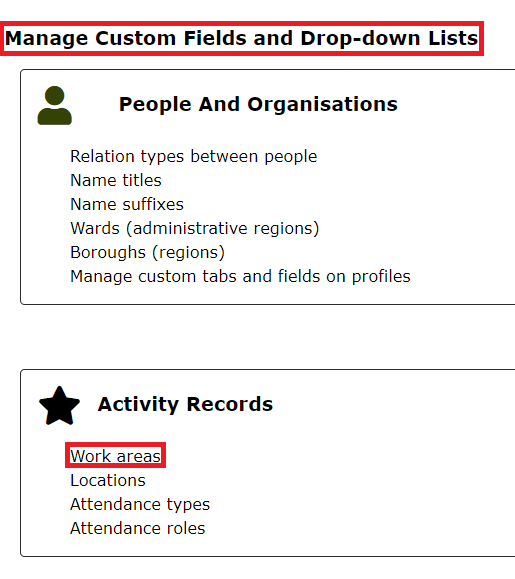 Manage Custom Fields and Drop-down Lists
People And Organisations
Relation types between people
Name titles
Name suffixes
Wards (administrative regions)
Boroughs (regions)
Manage custom tabs and fields on profiles
Activity Records
Work areas
Locations
Attendance types
Attendance roles